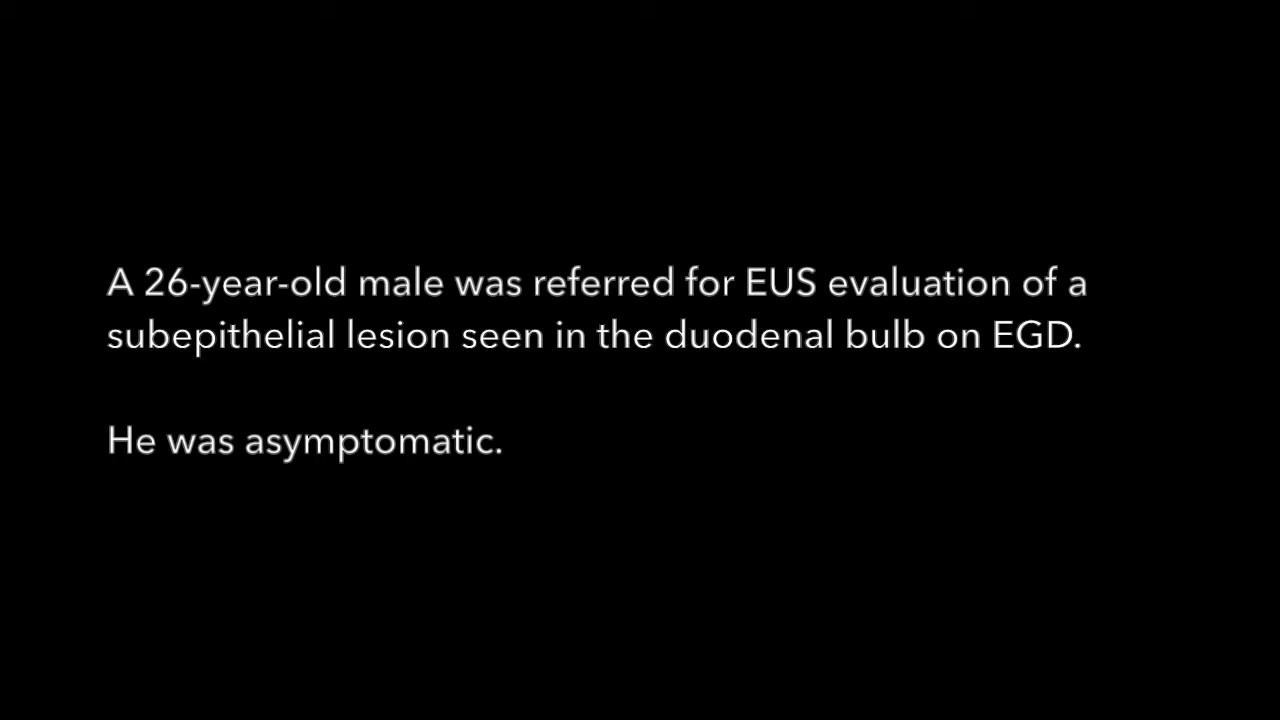 A 26-year-old male was referred for EUS evaluation of a
subepithelial lesion seen in the duodenal bulb on EGD.
He was asymptomatic.